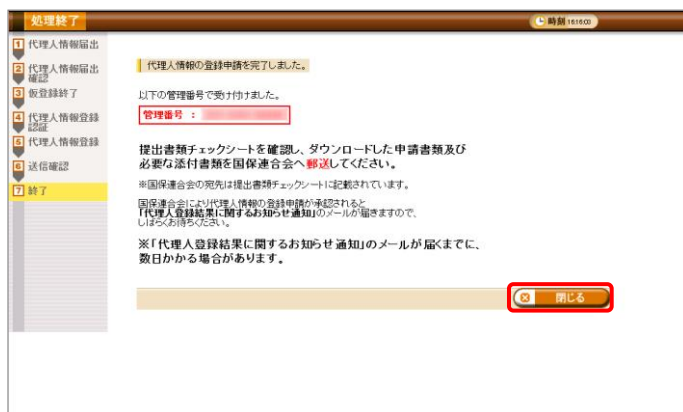 処理終了
時刻 16:16:00
1 代理人情報届出
2 代理人情報届出
確認
3 仮登録終了
4 代理人情報登録
認証
5 代理人情報登録
6 送信確認
7 終了
代理人情報の登録申請を完了しました。
以下の管理番号で受け付けました。
管理番号 :
提出書類チェックシートを確認し、ダウンロードした申請書類及び
必要な添付書類を国保連合会へ郵送してください。
※国保連合会の宛先は提出書類チェックシートに記載されています。
国保連合会により代理人情報の登録申請が承認されると
「代理人登録結果に関するお知らせ通知」のメールが届きますので、
しばらくお待ちください。
※「代理人登録結果に関するお知らせ通知」のメールが届くまでに、
数日かかる場合があります。
閉じる